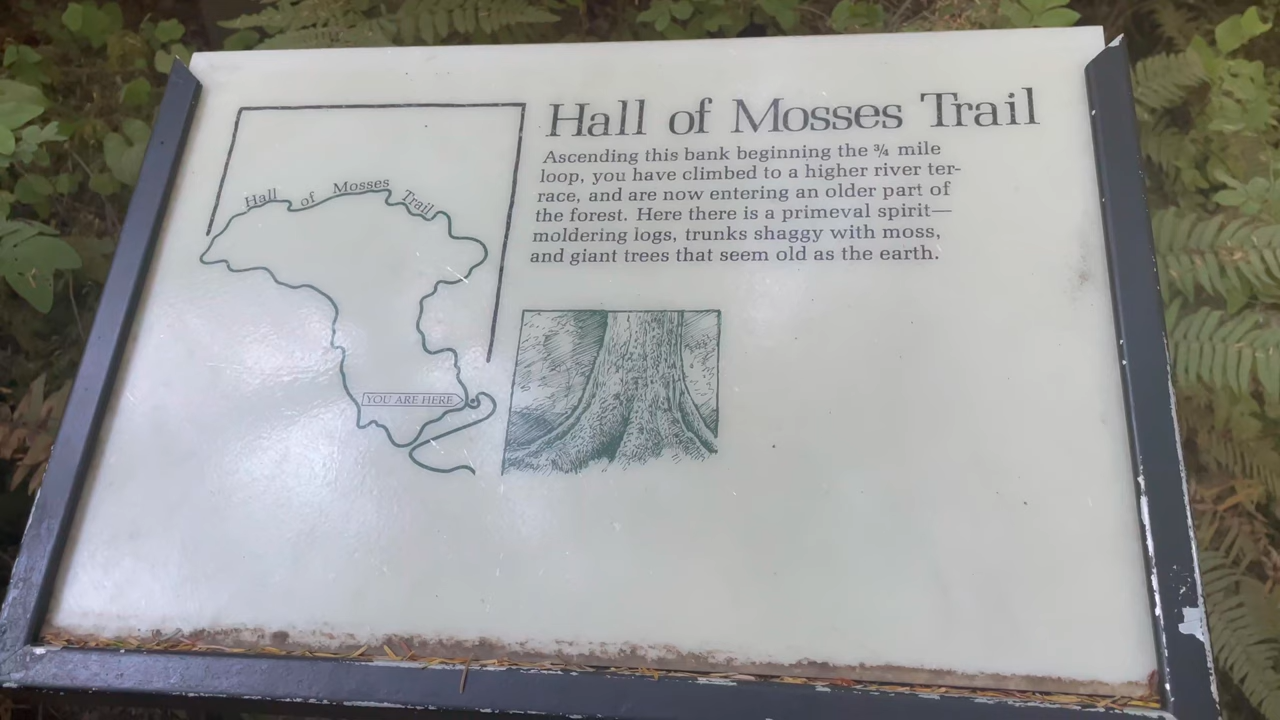 Hall of Mosses Trail
Ascending this bank beginning the ¾ mile
loop, you have climbed to a higher river ter-
race, and are now entering an older part of
the forest. Here there is a primeval spirit—
moldering logs, trunks shaggy with moss,
and giant trees that seem old as the earth.
Hall of Mosses Trail
YOU ARE HERE